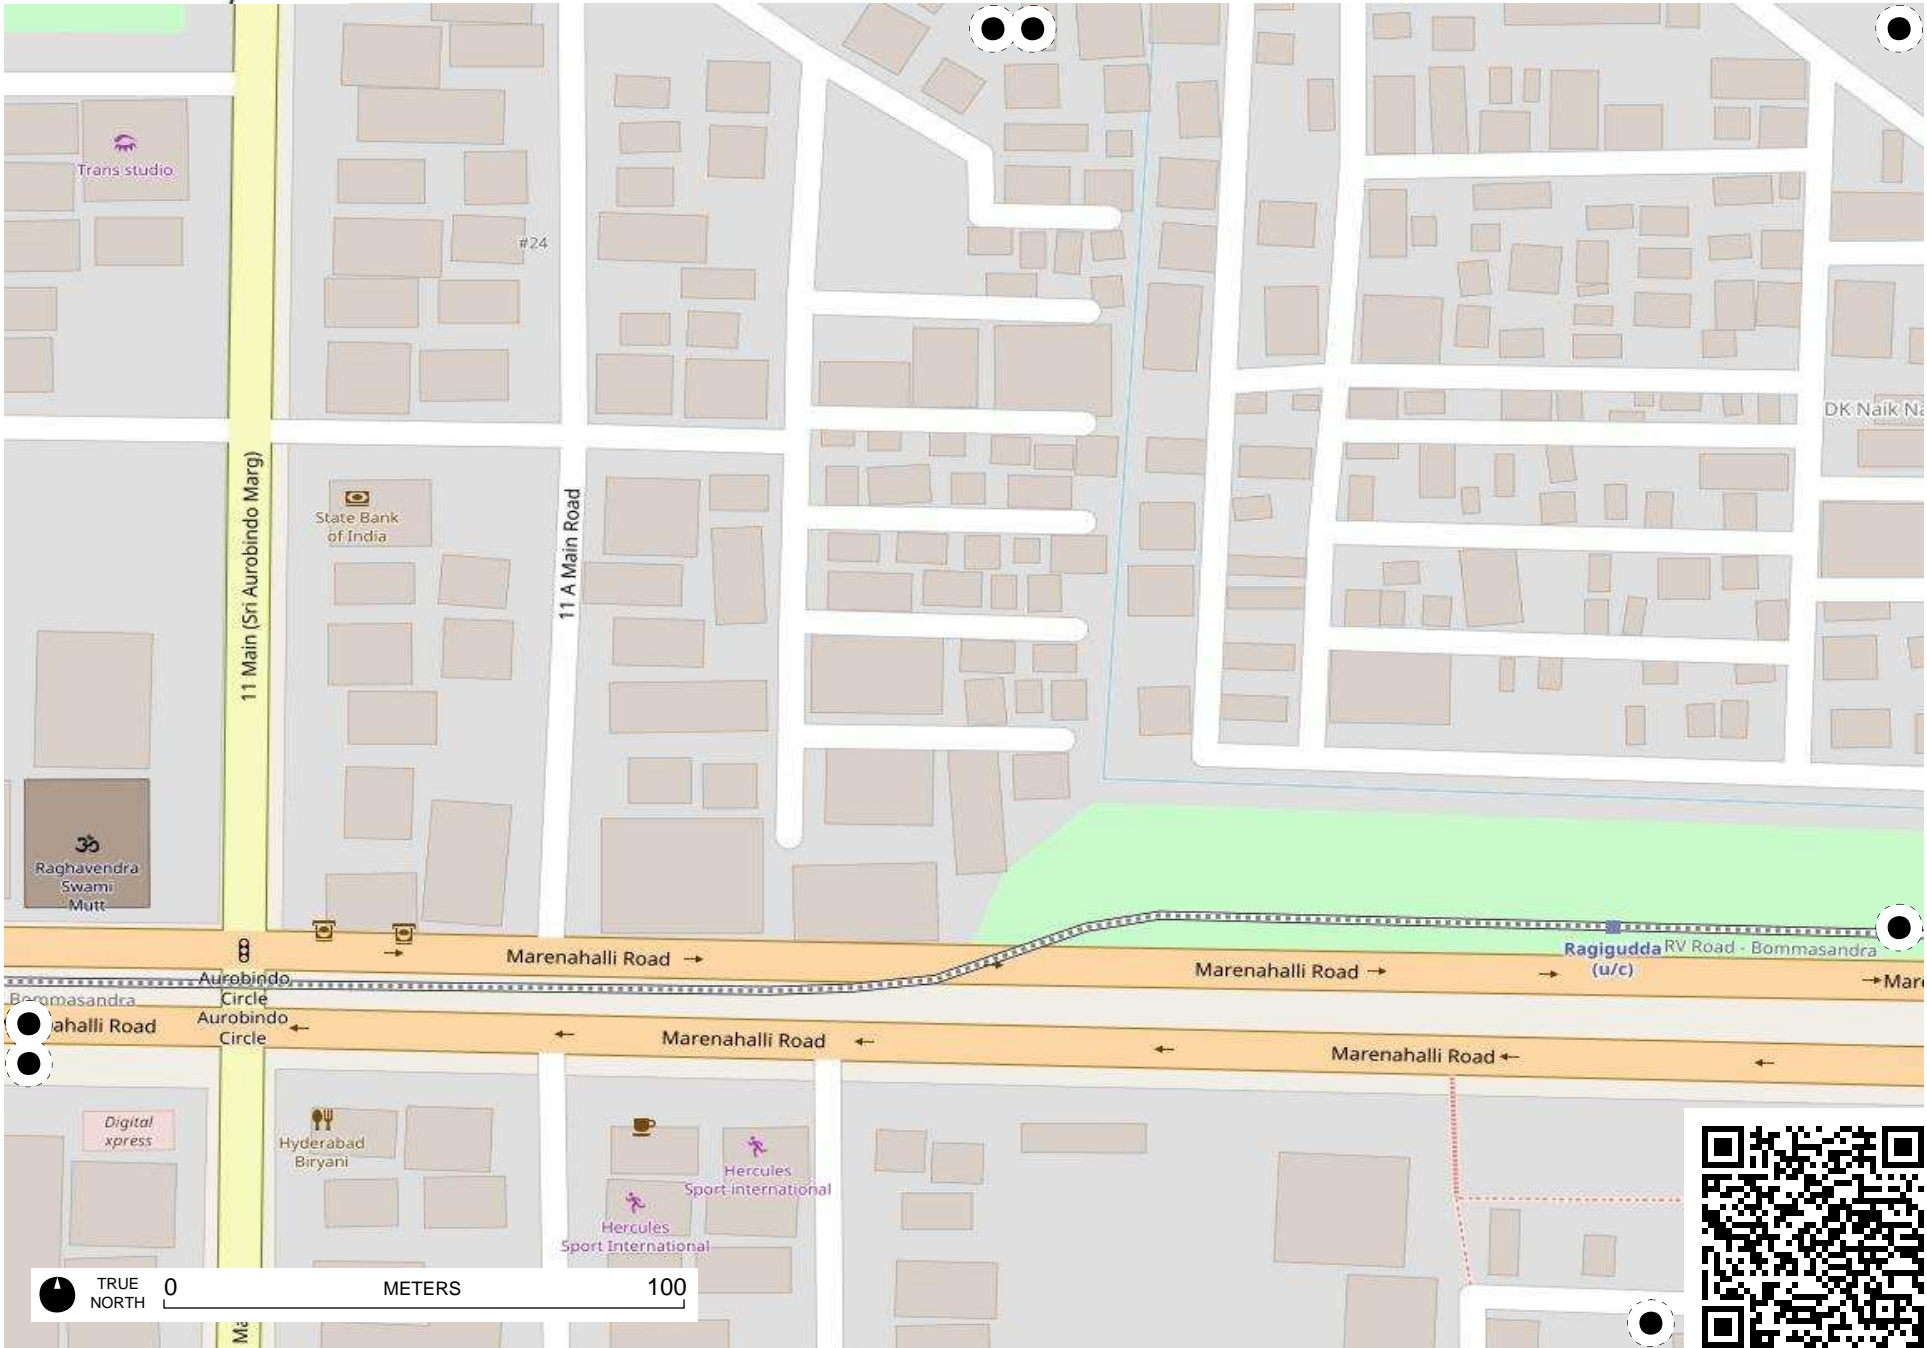 Trans studio
#24
DK Naik Na
11 Main (Sri Aurobindo Marg)
11 A Main Road
State Bank
of India
ॐ
Raghavendra
Swami
Mutt
Marenahalli Road
Marenahalli Road
Ragigudda
(u/c)
RV Road - Bommasandra
Mare
Aurobindo
Circle
Bommasandra
Aurobindo
Circle
ahalli Road
Marenahalli Road
Marenahalli Road
Digital
xpress
Hyderabad
Biryani
Hercules
Sport international
Hercules
Sport International
TRUE
NORTH
0 METERS 100
Ma